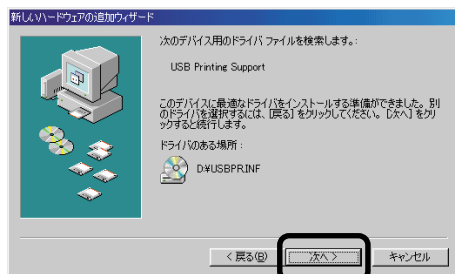 新しいハードウェアの追加ウィザード
次のデバイス用のドライバ ファイルを検索します。:
USB Printing Support
このデバイスに最適なドライバをインストールする準備ができました。別
のドライバを選択するには、[戻る] をクリックしてください。[次へ] をクリ
ックすると続行します。
ドライバのある場所:
D¥USBPR.INF
< 戻る(B)
次へ >
キャンセル